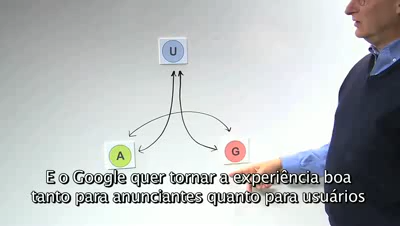 U
A
G
E o Google quer tornar a experiência boa
tanto para anunciantes quanto para usuários